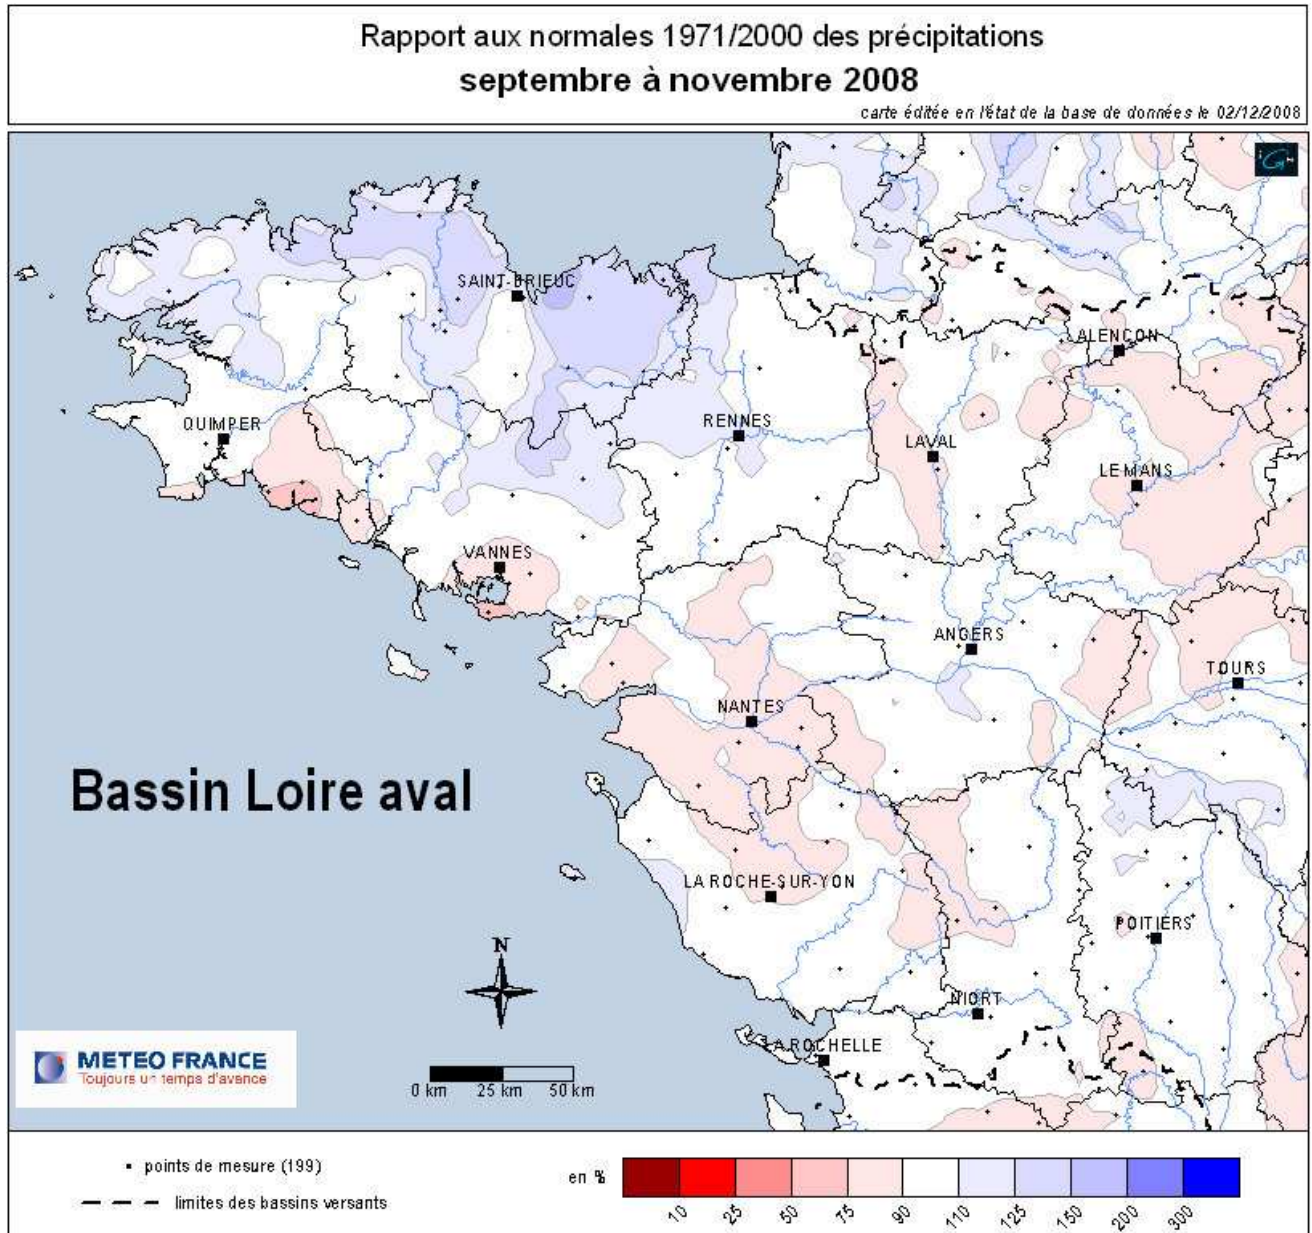 Rapport aux normales 1971/2000 des précipitations
septembre à novembre 2008
carte éditée en l'état de la base de données le 02/12/2008
SAINT-BRIEUC
ALENCON
QUIMPER
RENNES
LAVAL
LE MANS
VANNES
ANGERS
TOURS
NANTES
Bassin Loire aval
LA ROCHE-SUR-YON
POITIERS
N
NIORT
LA ROCHELLE
METEO FRANCE
Toujours un temps d'avance
0 km 25 km 50 km
points de mesure (199)
limites des bassins versants
en %
10 25 50 75 90 110 125 150 200 300